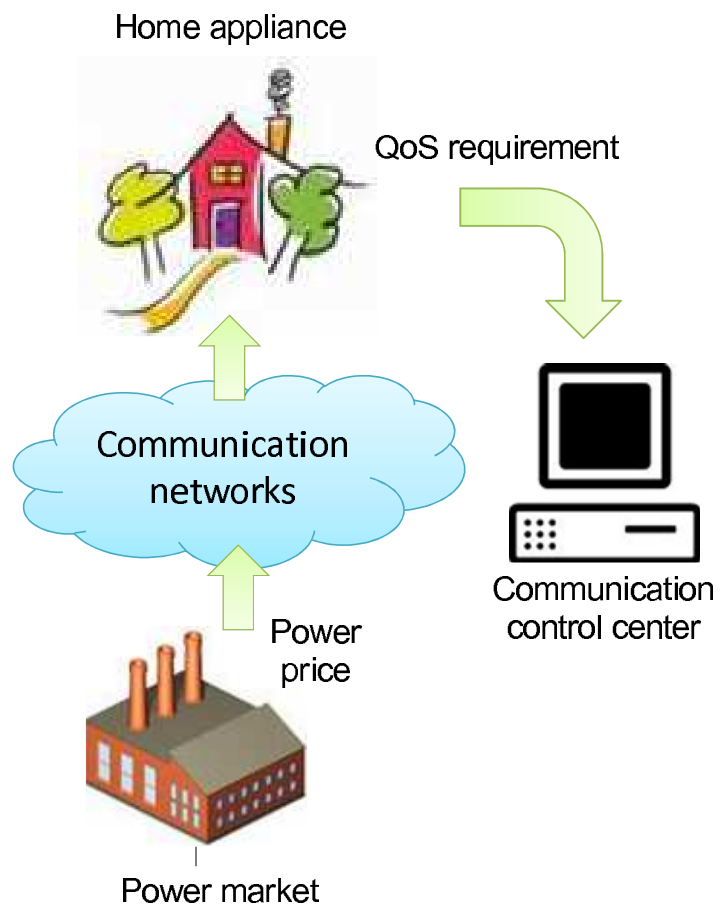 Home appliance
QoS requirement
Communication
networks
Communication
control center
Power
price
Power market